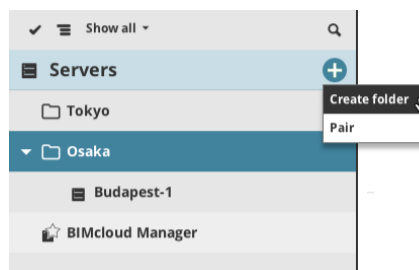 Show all
Servers
Create folder
Tokyo
Pair
Osaka
Budapest-1
BIMcloud Manager